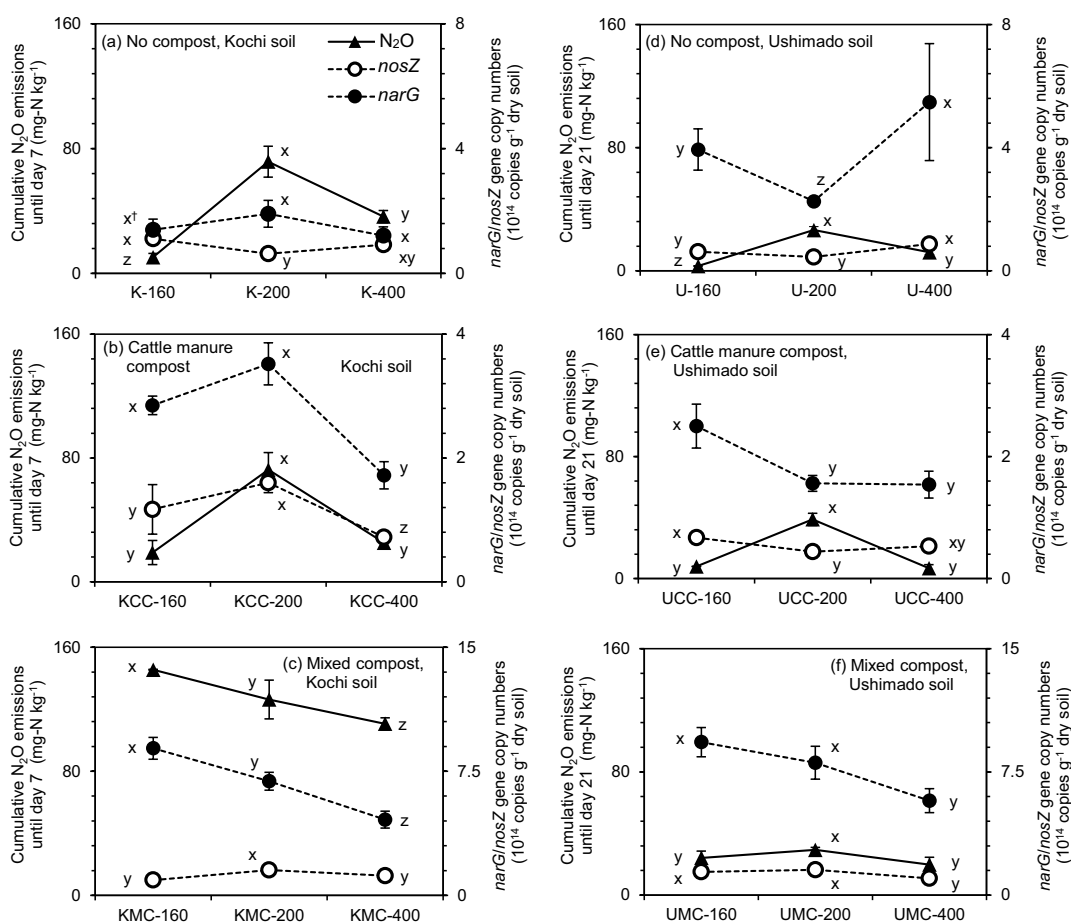 160
80
0
Cumulative N₂O emissions
until day 7 (mg-N kg⁻¹)
(a) No compost, Kochi soil
N₂O
nosZ
narG
x†
x
z
x
x
y
y
x
xy
K-160
K-200
K-400
8
4
0
narG/nosZ gene copy numbers
(10¹⁴ copies g⁻¹ dry soil)
160
80
0
Cumulative N₂O emissions
until day 21 (mg-N kg⁻¹)
(d) No compost, Ushimado soil
y
y
z
z
x
y
x
x
y
U-160
U-200
U-400
8
4
0
narG/nosZ gene copy numbers
(10¹⁴ copies g⁻¹ dry soil)
160
80
0
Cumulative N₂O emissions
until day 7 (mg-N kg⁻¹)
(b) Cattle manure
compost
Kochi soil
x
y
y
x
x
x
y
z
y
KCC-160
KCC-200
KCC-400
4
2
0
narG/nosZ gene copy numbers
(10¹⁴ copies g⁻¹ dry soil)
160
80
0
Cumulative N₂O emissions
until day 21 (mg-N kg⁻¹)
(e) Cattle manure compost,
Ushimado soil
x
x
y
y
x
y
y
xy
y
UCC-160
UCC-200
UCC-400
4
2
0
narG/nosZ gene copy numbers
(10¹⁴ copies g⁻¹ dry soil)
160
80
0
Cumulative N₂O emissions
until day 7 (mg-N kg⁻¹)
(c) Mixed compost,
Kochi soil
x
x
y
y
y
x
z
z
y
KMC-160
KMC-200
KMC-400
15
7.5
0
narG/nosZ gene copy numbers
(10¹⁴ copies g⁻¹ dry soil)
160
80
0
Cumulative N₂O emissions
until day 21 (mg-N kg⁻¹)
(f) Mixed compost,
Ushimado soil
x
y
x
x
x
x
y
y
y
UMC-160
UMC-200
UMC-400
15
7.5
0
narG/nosZ gene copy numbers
(10¹⁴ copies g⁻¹ dry soil)